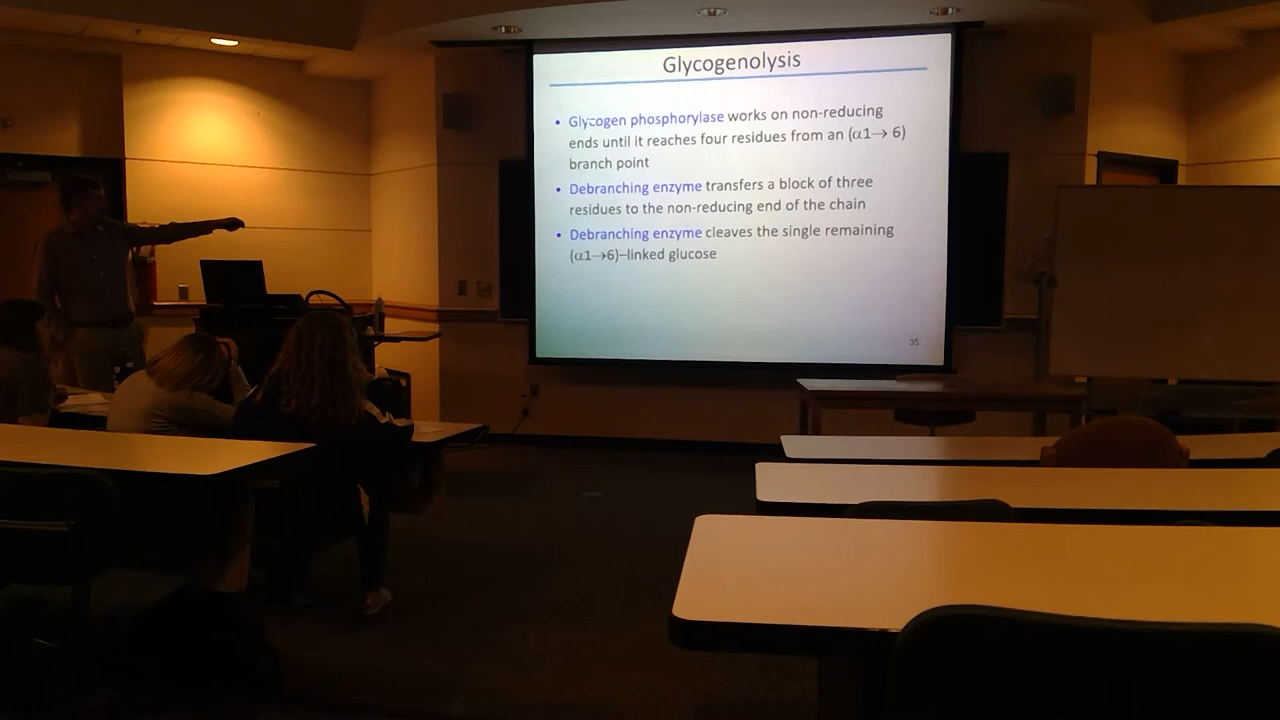 Glycogenolysis
• Glycogen phosphorylase works on non-reducing
ends until it reaches four residues from an (α1→ 6)
branch point
• Debranching enzyme transfers a block of three
residues to the non-reducing end of the chain
• Debranching enzyme cleaves the single remaining
(α1→6)–linked glucose
35